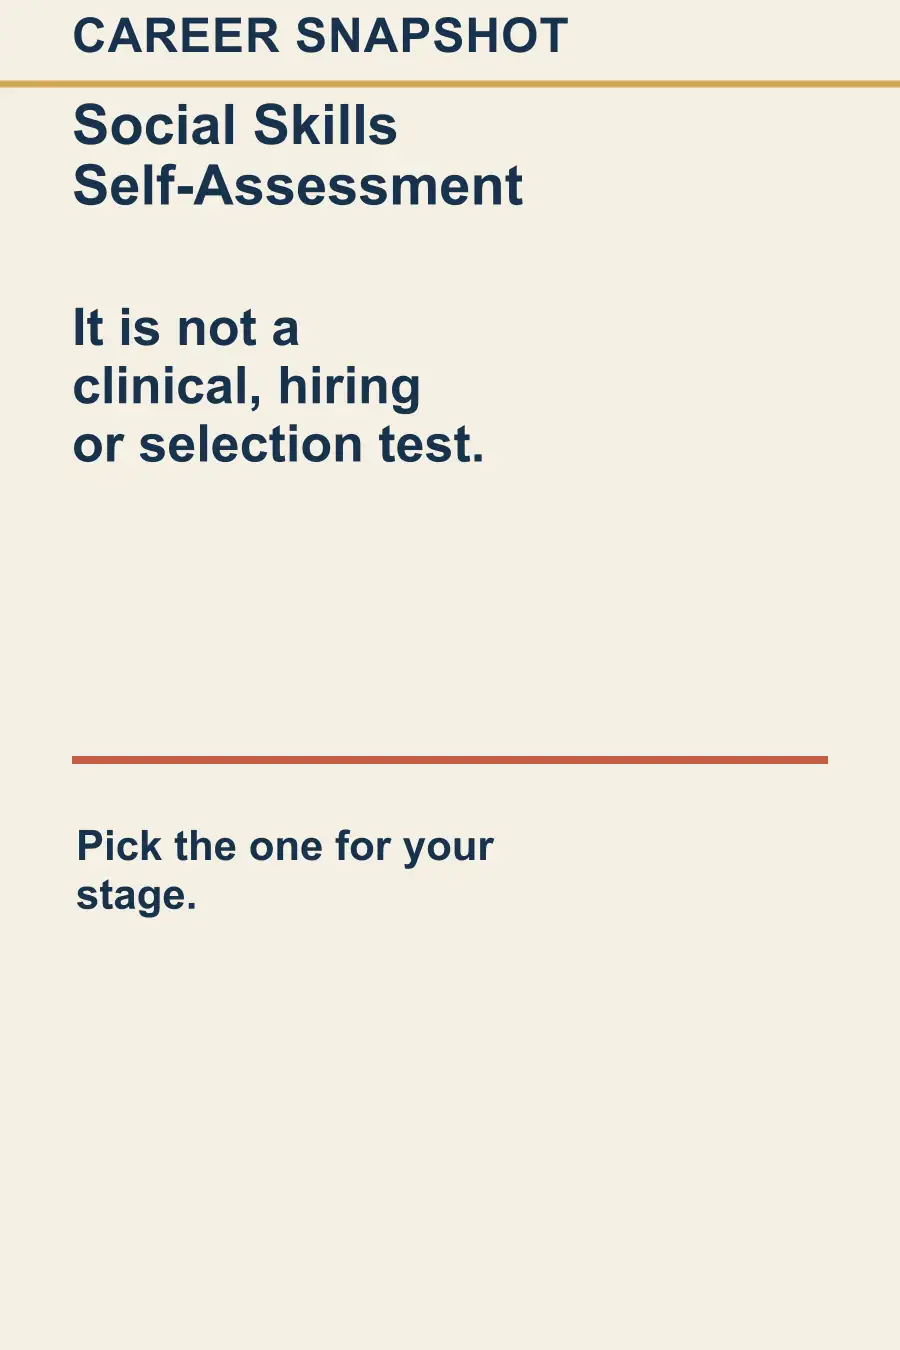 CAREER SNAPSHOT
Social Skills
Self-Assessment
It is not a
clinical, hiring
or selection test.
Pick the one for your
stage.